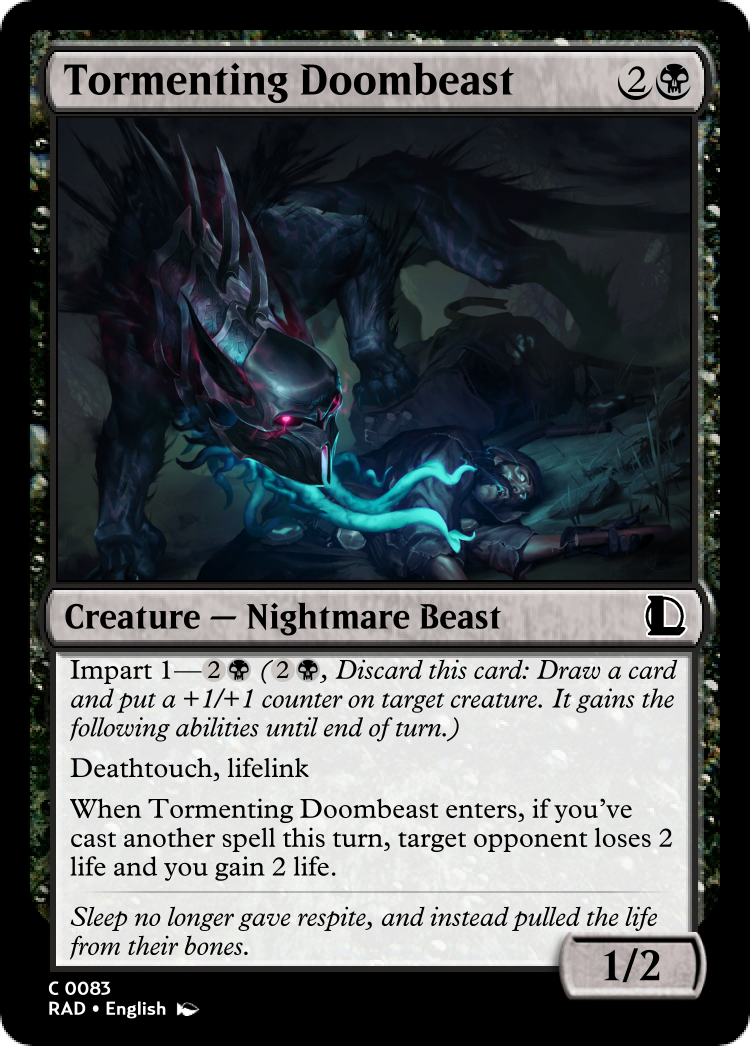 Tormenting Doombeast 2
Creature — Nightmare Beast
Impart 1—2 (2, Discard this card: Draw a card
and put a +1/+1 counter on target creature. It gains the
following abilities until end of turn.)
Deathtouch, lifelink
When Tormenting Doombeast enters, if you’ve
cast another spell this turn, target opponent loses 2
life and you gain 2 life.
Sleep no longer gave respite, and instead pulled the life
from their bones.
1/2
C 0083
RAD • English